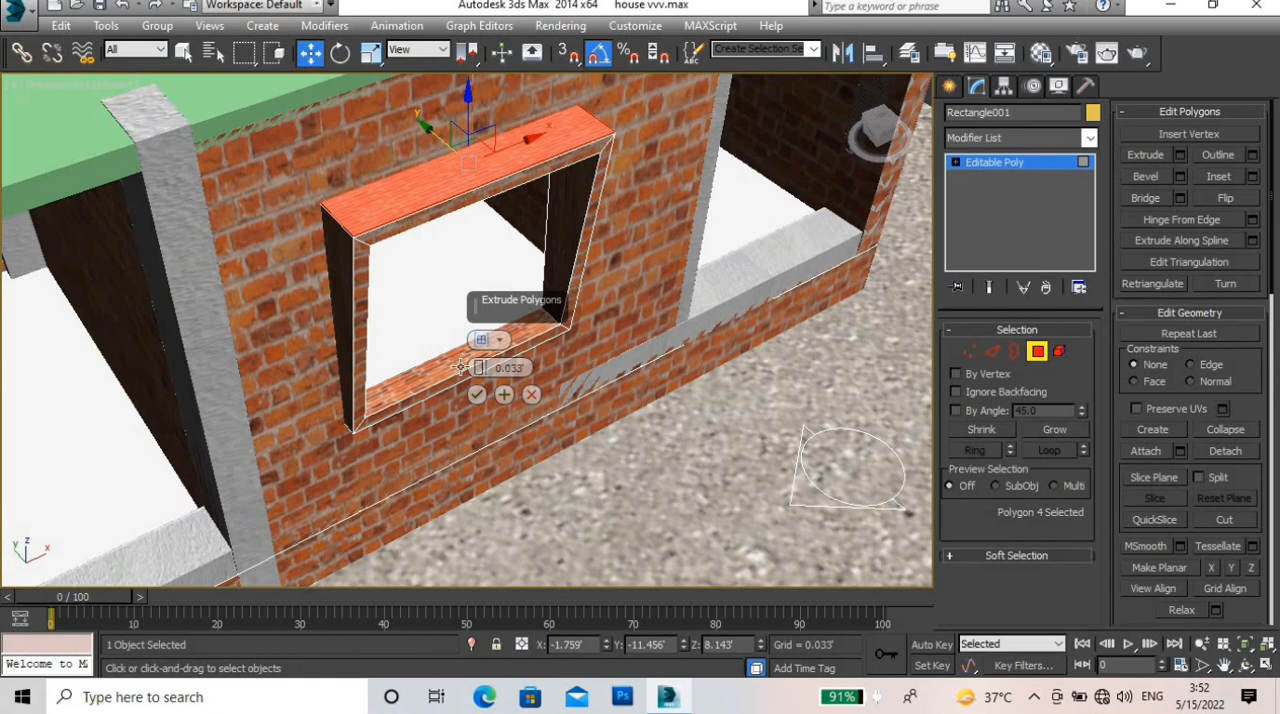 Workspace: Default
Autodesk 3ds Max 2014 x64
house vvv.max
Type a keyword or phrase
Edit Tools Group Views Create Modifiers Animation Graph Editors Rendering Customize MAXScript Help
All View Create Selection Se
Extrude Polygons
0.033'
Rectangle001
Modifier List
Editable Poly
Selection
By Vertex
Ignore Backfacing
By Angle: 45.0
Shrink Grow
Ring Loop
Preview Selection
Off SubObj Multi
Polygon 4 Selected
Soft Selection
Edit Polygons
Insert Vertex
Extrude Outline
Bevel Inset
Bridge Flip
Hinge From Edge
Extrude Along Spline
Edit Triangulation
Retriangulate Turn
Edit Geometry
Repeat Last
Constraints
None Edge
Face Normal
Preserve UVs
Create Collapse
Attach Detach
Slice Plane Split
Slice Reset Plane
QuickSlice Cut
MSmooth Tessellate
Make Planar X Y Z
View Align Grid Align
Relax
z
y x
0 / 100
0 10 20 30 40 50 60 70 80 90 100
1 Object Selected X: -1.759' Y: -11.456' Z: 8.143' Grid = 0.033' Auto Key Selected
Welcome to M Click or click-and-drag to select objects Add Time Tag Set Key Key Filters... 0
Type here to search 91% 37°C ENG
3:52
5/15/2022